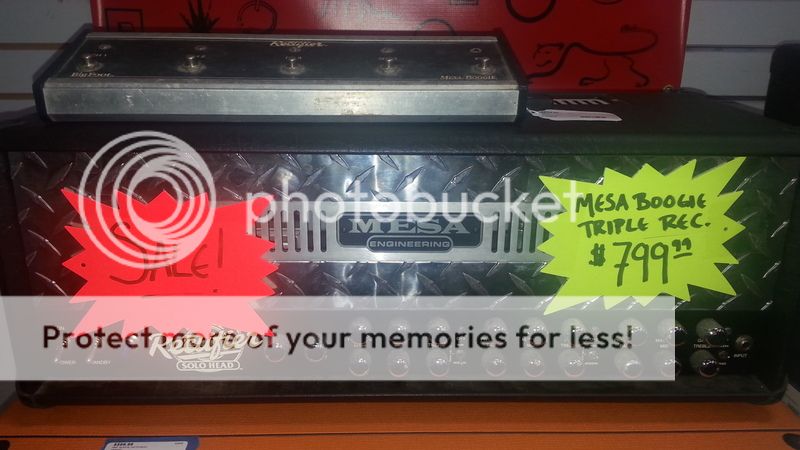 Rectifier
Big Foot
Mesa Boogie
photobucket
MESA BOOGIE
TRIPLE REC.
$799.99
SALE!
MESA
ENGINEERING
Protect more of your memories for less!
Rectifier
SOLO HEAD
POWER
STANDBY
INPUT